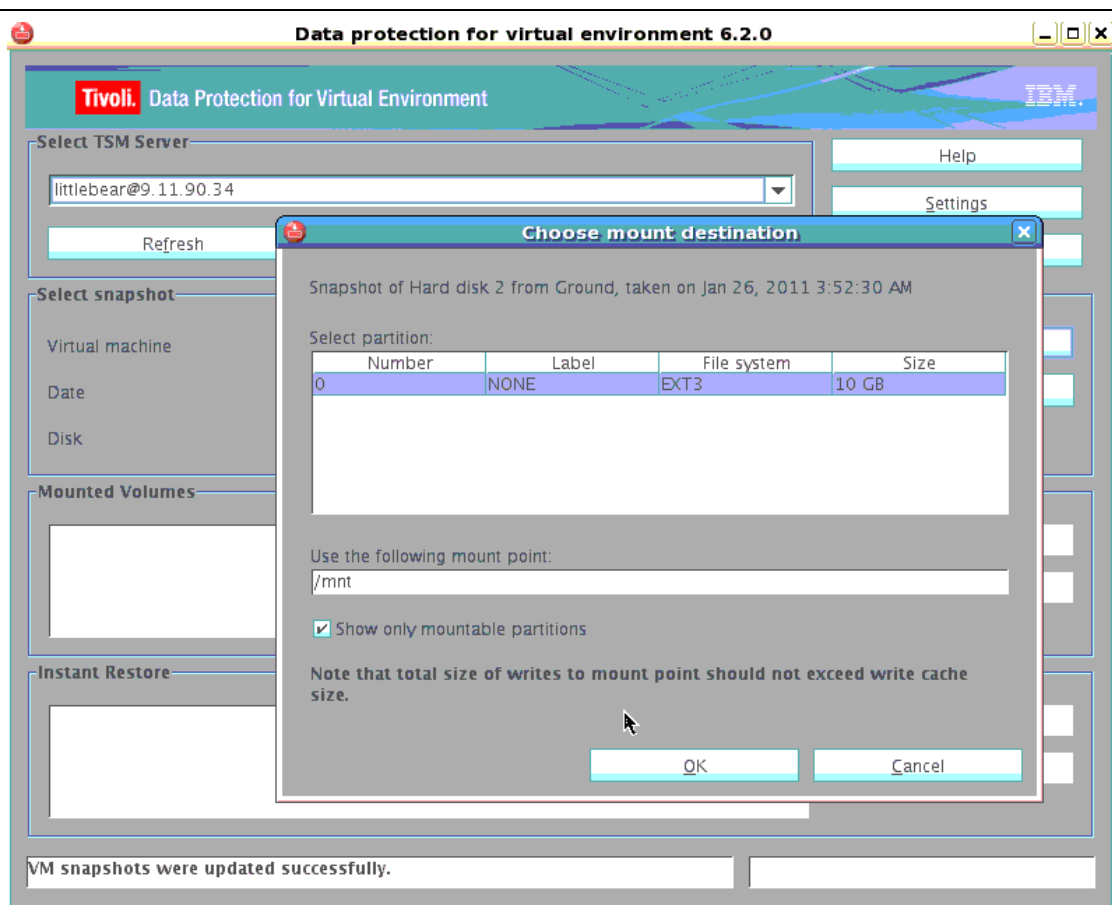 Data protection for virtual environment 6.2.0
Tivoli. Data Protection for Virtual Environment
IBM.
Select TSM Server
littlebear@9.11.90.34
Help
Settings
Refresh
Choose mount destination
Snapshot of Hard disk 2 from Ground, taken on Jan 26, 2011 3:52:30 AM
Select partition:
Number Label File system Size
0 NONE EXT3 10 GB
Use the following mount point:
/mnt
Show only mountable partitions
Note that total size of writes to mount point should not exceed write cache
size.
OK Cancel
Select snapshot
Virtual machine
Date
Disk
Mounted Volumes
Instant Restore
VM snapshots were updated successfully.